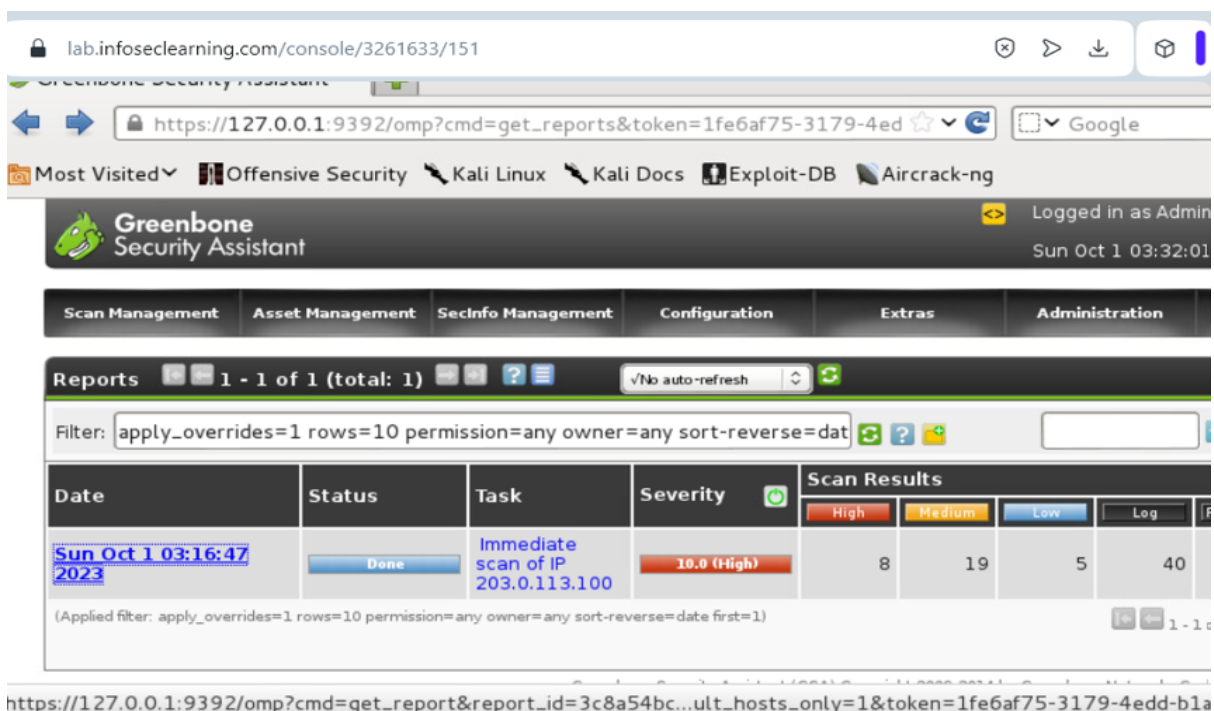 lab.infoseclearning.com/console/3261633/151
Greenbone Security Assistant
https://127.0.0.1:9392/omp?cmd=get_reports&token=1fe6af75-3179-4ed
Google
Most Visited Offensive Security Kali Linux Kali Docs Exploit-DB Aircrack-ng
Greenbone
Security Assistant
<> Logged in as Admin
Sun Oct 1 03:32:01
Scan Management Asset Management SecInfo Management Configuration Extras Administration
Reports 1 - 1 of 1 (total: 1) ? √No auto-refresh
Filter: apply_overrides=1 rows=10 permission=any owner=any sort-reverse=dat ?
Date Status Task Severity Scan Results
High Medium Low Log
Sun Oct 1 03:16:47
2023
Done
Immediate
scan of IP
203.0.113.100
10.0 (High) 8 19 5 40
(Applied filter: apply_overrides=1 rows=10 permission=any owner=any sort-reverse=date first=1)
1 - 1
https://127.0.0.1:9392/omp?cmd=get_report&report_id=3c8a54bc...ult_hosts_only=1&token=1fe6af75-3179-4edd-b1a